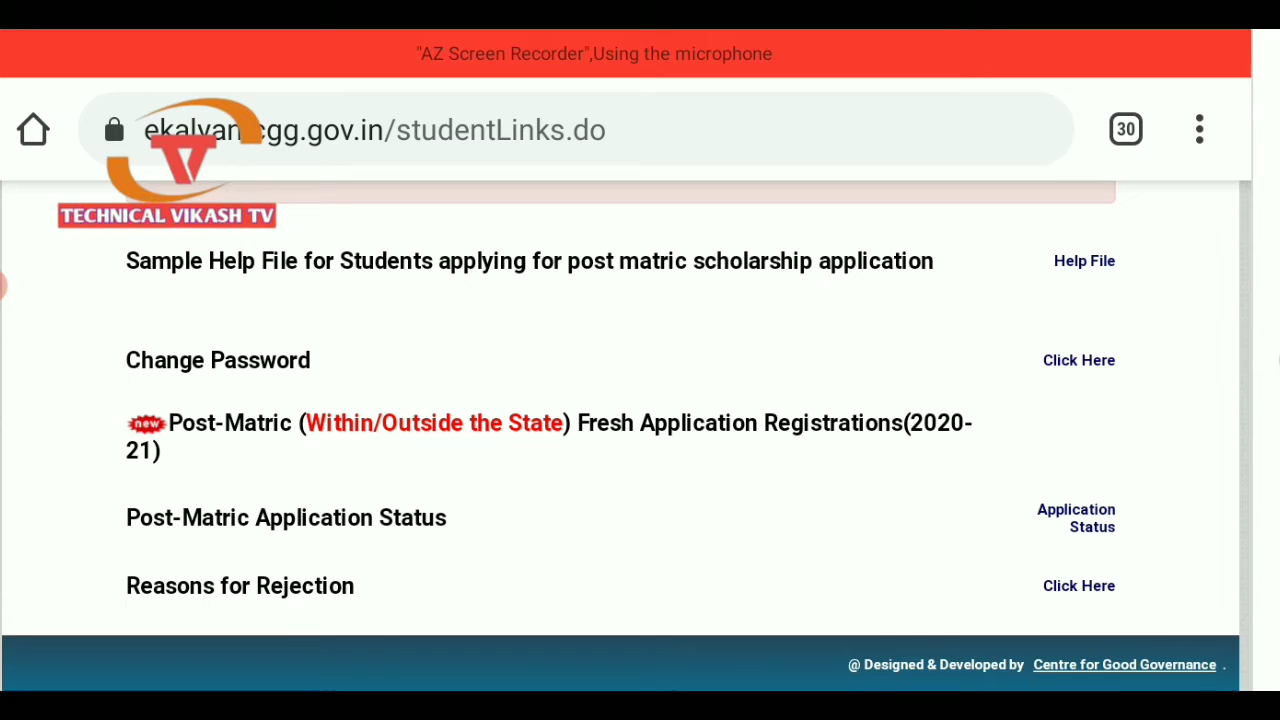 "AZ Screen Recorder",Using the microphone
ekalyan.cgg.gov.in/studentLinks.do
30
TECHNICAL VIKASH TV
Sample Help File for Students applying for post matric scholarship application
Help File
Change Password
Click Here
new Post-Matric (Within/Outside the State) Fresh Application Registrations(2020-
21)
Post-Matric Application Status
Application
Status
Reasons for Rejection
Click Here
@ Designed & Developed by Centre for Good Governance .